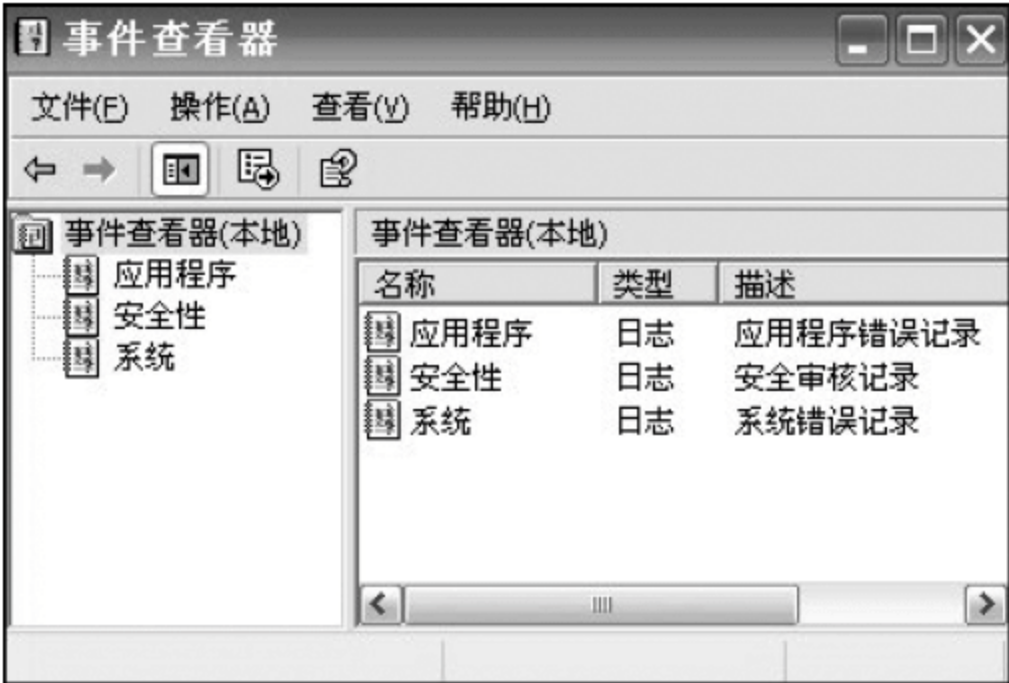 事件查看器
文件(F) 操作(A) 查看(V) 帮助(H)
事件查看器(本地)
应用程序
安全性
系统
事件查看器(本地)
名称 类型 描述
应用程序 日志 应用程序错误记录
安全性 日志 安全审核记录
系统 日志 系统错误记录